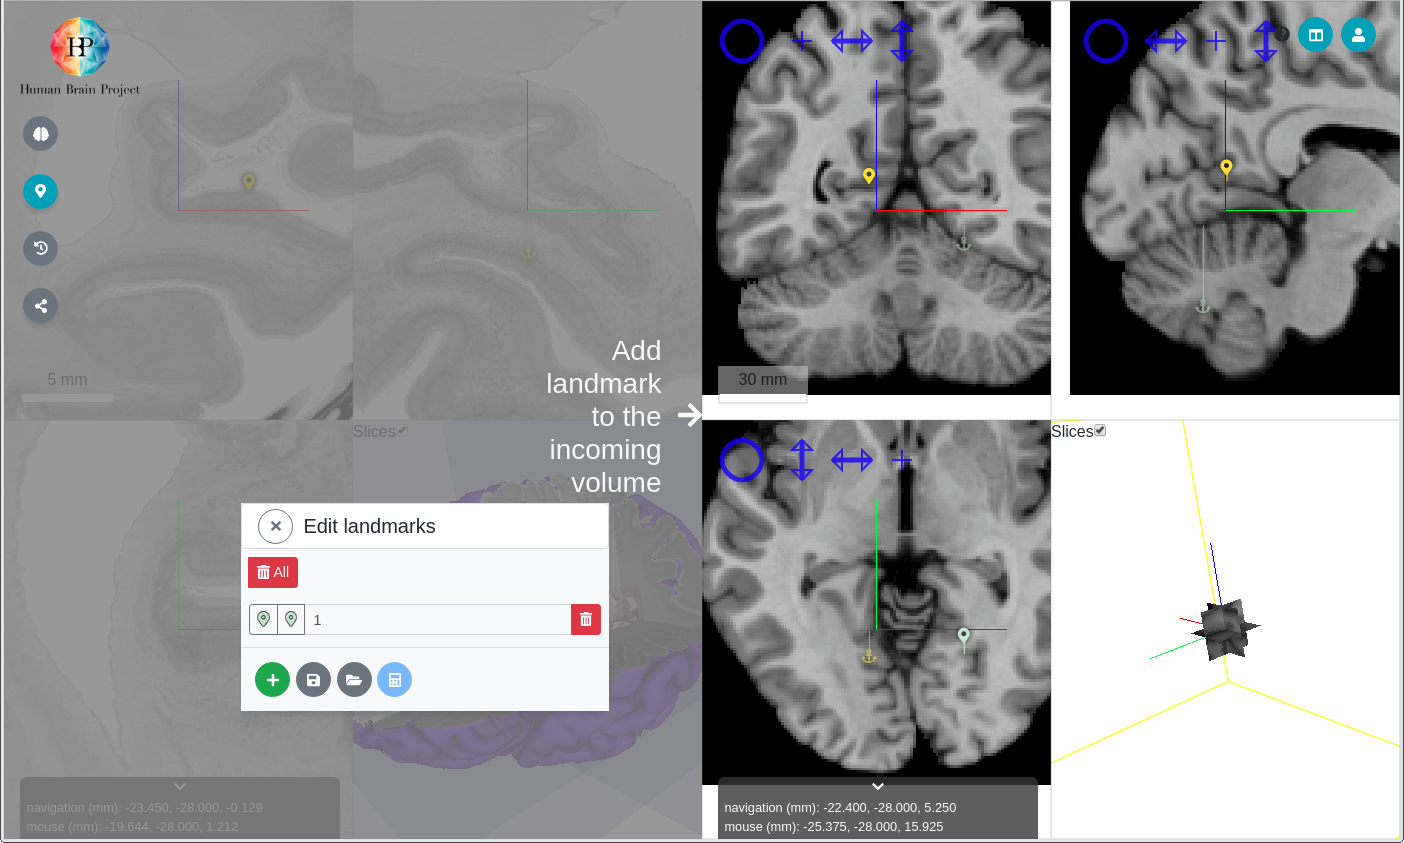 HP
Human Brain Project
5 mm
30 mm
Add
landmark
to the
incoming
volume
Slices
Slices
Edit landmarks
All
1
navigation (mm): -23.450, -28.000, -0.129
mouse (mm): -19.644, -28.000, 1.212
navigation (mm): -22.400, -28.000, 5.250
mouse (mm): -25.375, -28.000, 15.925